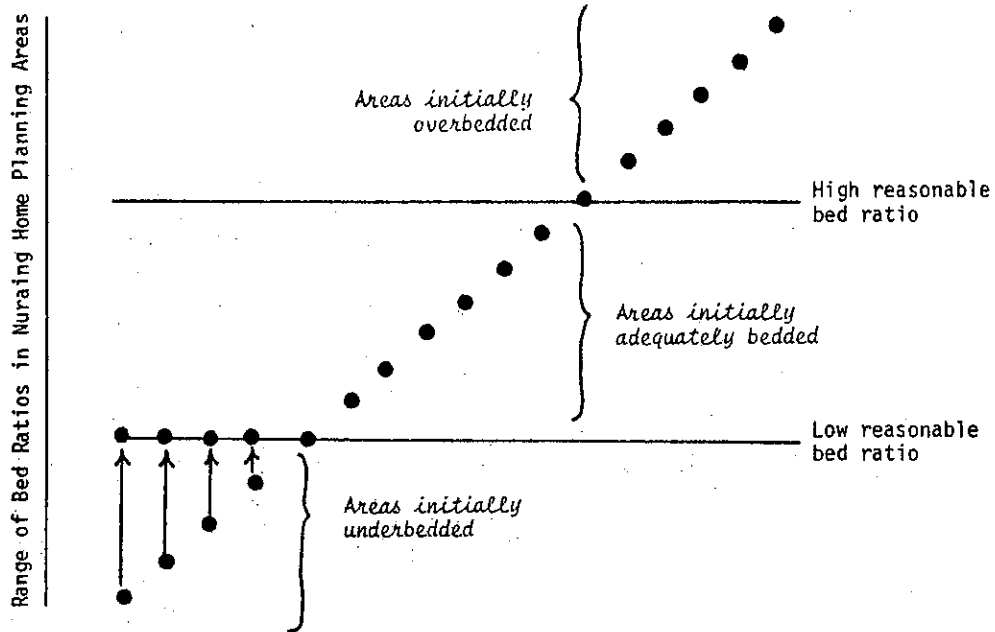 Range of Bed Ratios in Nuraing Home Planning Areas
Areas initially
overbedded
High reasonable
bed ratio
Areas initially
adequately bedded
Low reasonable
bed ratio
Areas initially
underbedded